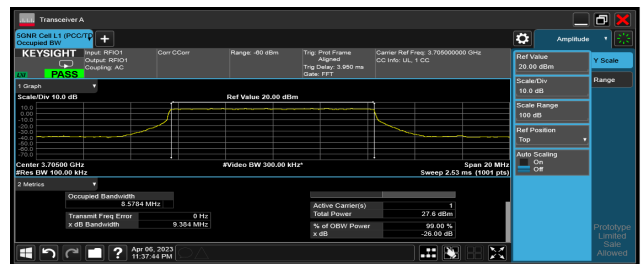 Transceiver A
SQNR Cell L1 (PCC/TD
Occupied BW
Amplitude
KEYSIGHT
LXI
PASS
Input: RFIO1
Output: RFIO1
Coupling: AC
Corr CCorr
Range: -60 dBm
Trig: Prot Frame
Aligned
Trig Delay: 3.950 ms
Gate: FFT
Carrier Ref Freq: 3.705000000 GHz
CC Info: UL, 1 CC
Ref Value
20.00 dBm
Y Scale
Scale/Div
10.0 dB
Range
Scale Range
100 dB
Ref Position
Top
Auto Scaling
On
Off
1 Graph
Scale/Div 10.0 dB
Ref Value 20.00 dBm
10.0
0.00
-10.0
-20.0
-30.0
-40.0
-50.0
-60.0
-70.0
Center 3.70500 GHz
#Video BW 300.00 kHz*
Span 20 MHz
#Res BW 100.00 kHz
Sweep 2.53 ms (1001 pts)
2 Metrics
Occupied Bandwidth
8.5784 MHz
Transmit Freq Error 0 Hz
x dB Bandwidth 9.384 MHz
Active Carrier(s) 1
Total Power 27.6 dBm
% of OBW Power 99.00 %
x dB -26.00 dB
Prototype
Limited
Sale
Allowed
?
Apr 06, 2023
11:37:44 PM